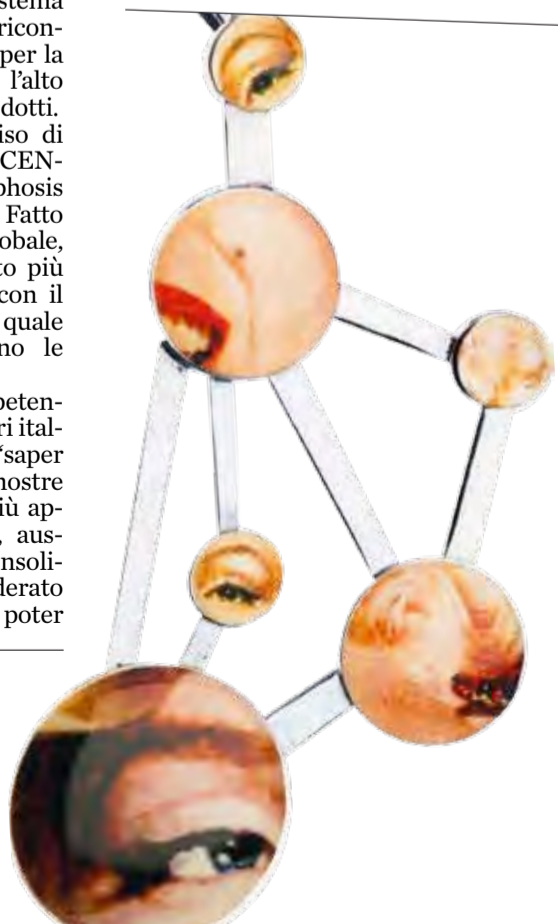 stema
ricon-
per la
l’alto
dotti.
iso di
CEN-
phosis
Fatto
obale,
to più
con il
quale
no le
peten-
ri ital-
“saper
nostre
iù ap-
, aus-
nsoli-
derato
poter